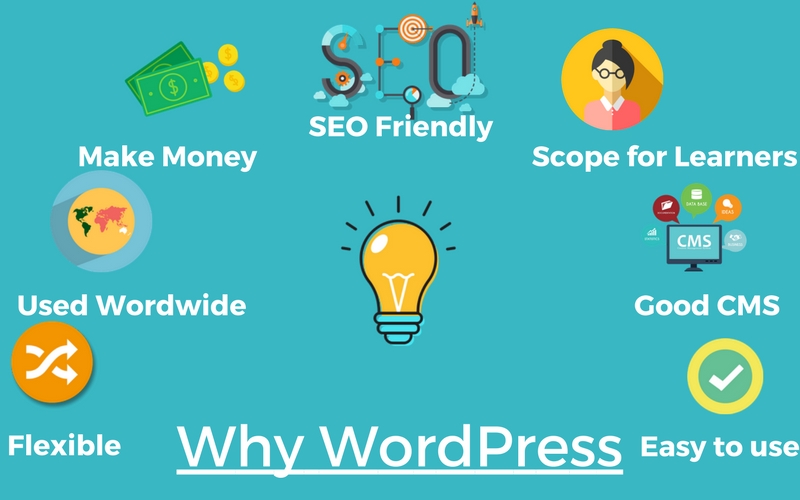 SEO
SEO Friendly
Make Money
Scope for Learners
$
$
$
DATA BASE
IDEAS
CMS
Used Wordwide
Good CMS
Flexible
Why WordPress
Easy to use